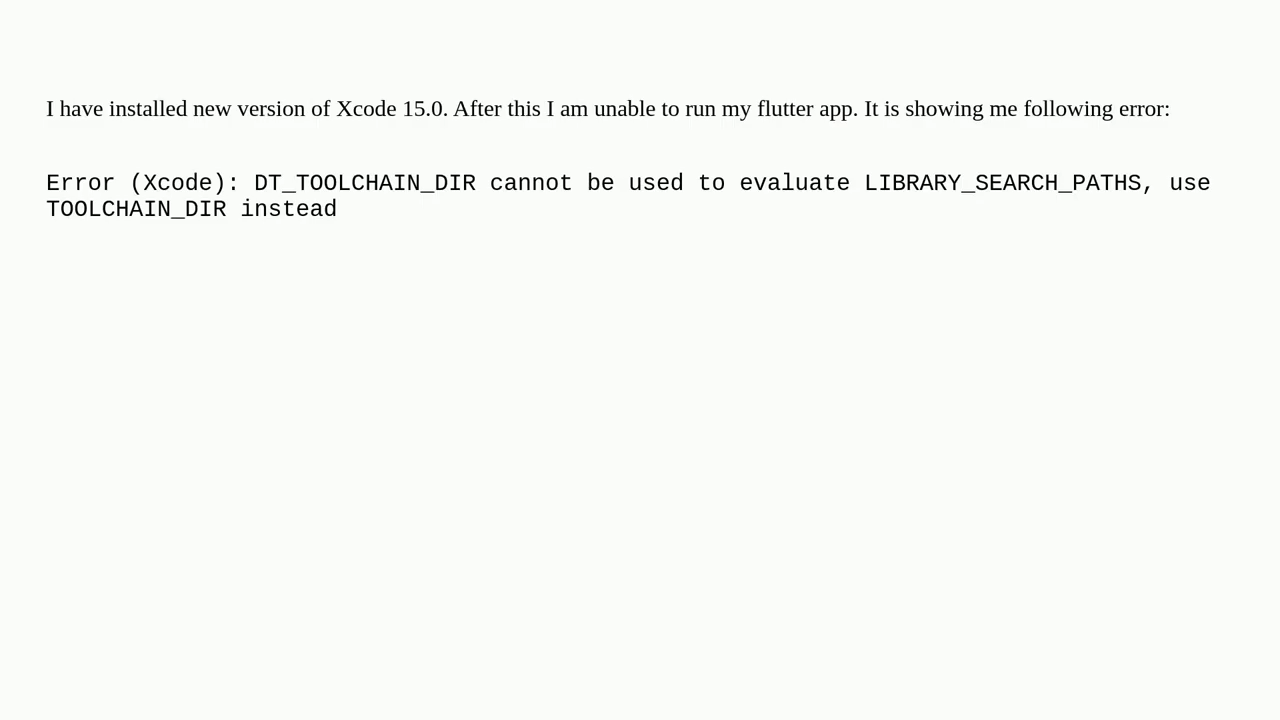 I have installed new version of Xcode 15.0. After this I am unable to run my flutter app. It is showing me following error:
Error (Xcode): DT_TOOLCHAIN_DIR cannot be used to evaluate LIBRARY_SEARCH_PATHS, use
TOOLCHAIN_DIR instead